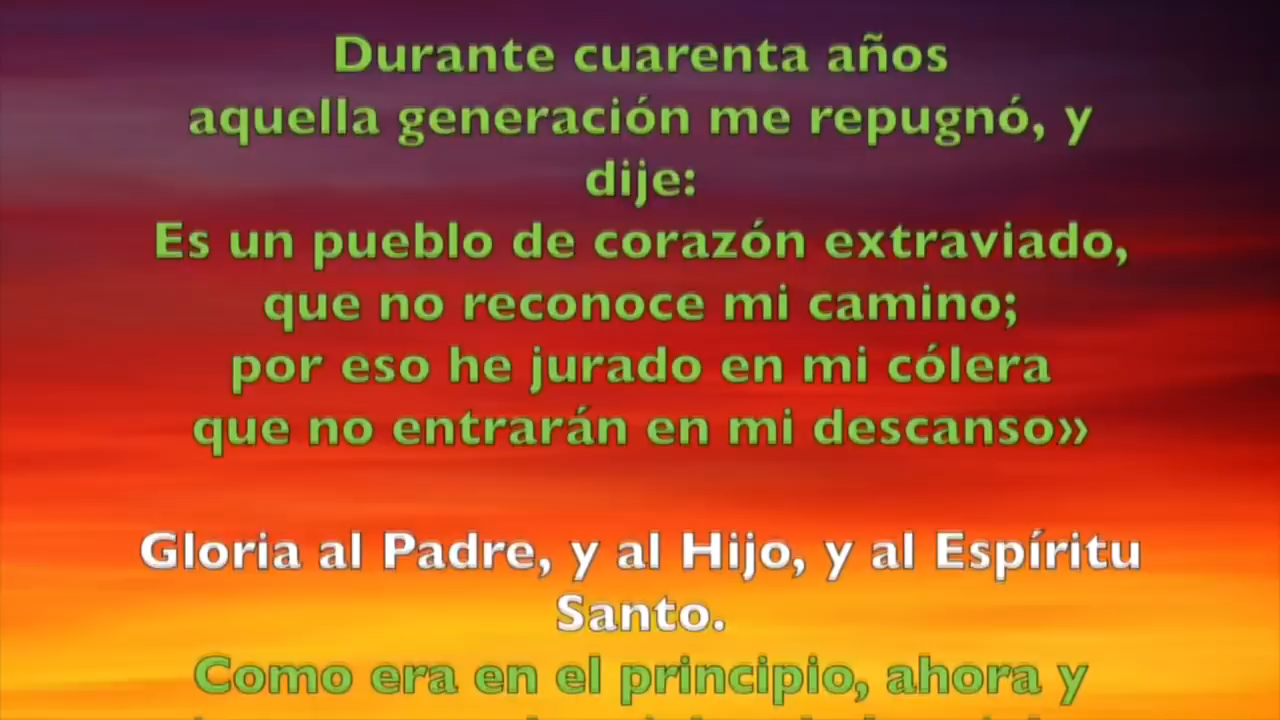 Durante cuarenta años
aquella generación me repugnó, y
dije:
Es un pueblo de corazón extraviado,
que no reconoce mi camino;
por eso he jurado en mi cólera
que no entrarán en mi descanso»
Gloria al Padre, y al Hijo, y al Espíritu
Santo.
Como era en el principio, ahora y